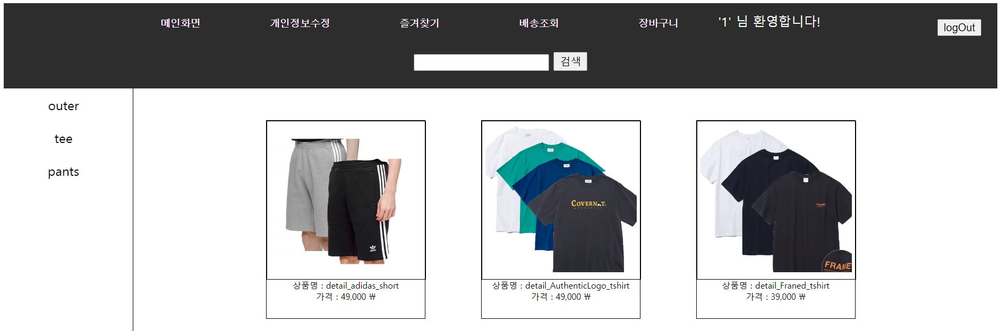 메인화면 개인정보수정 즐겨찾기 배송조회 장바구니 '1' 님 환영합니다! logOut
검색
outer
tee
pants
adidas
COVERNAT
AUTHENTIC
FRAME
FRAME
상품명 : detail_adidas_short
가격 : 49,000 ₩
상품명 : detail_AuthenticLogo_tshirt
가격 : 49,000 ₩
상품명 : detail_Franed_tshirt
가격 : 39,000 ₩